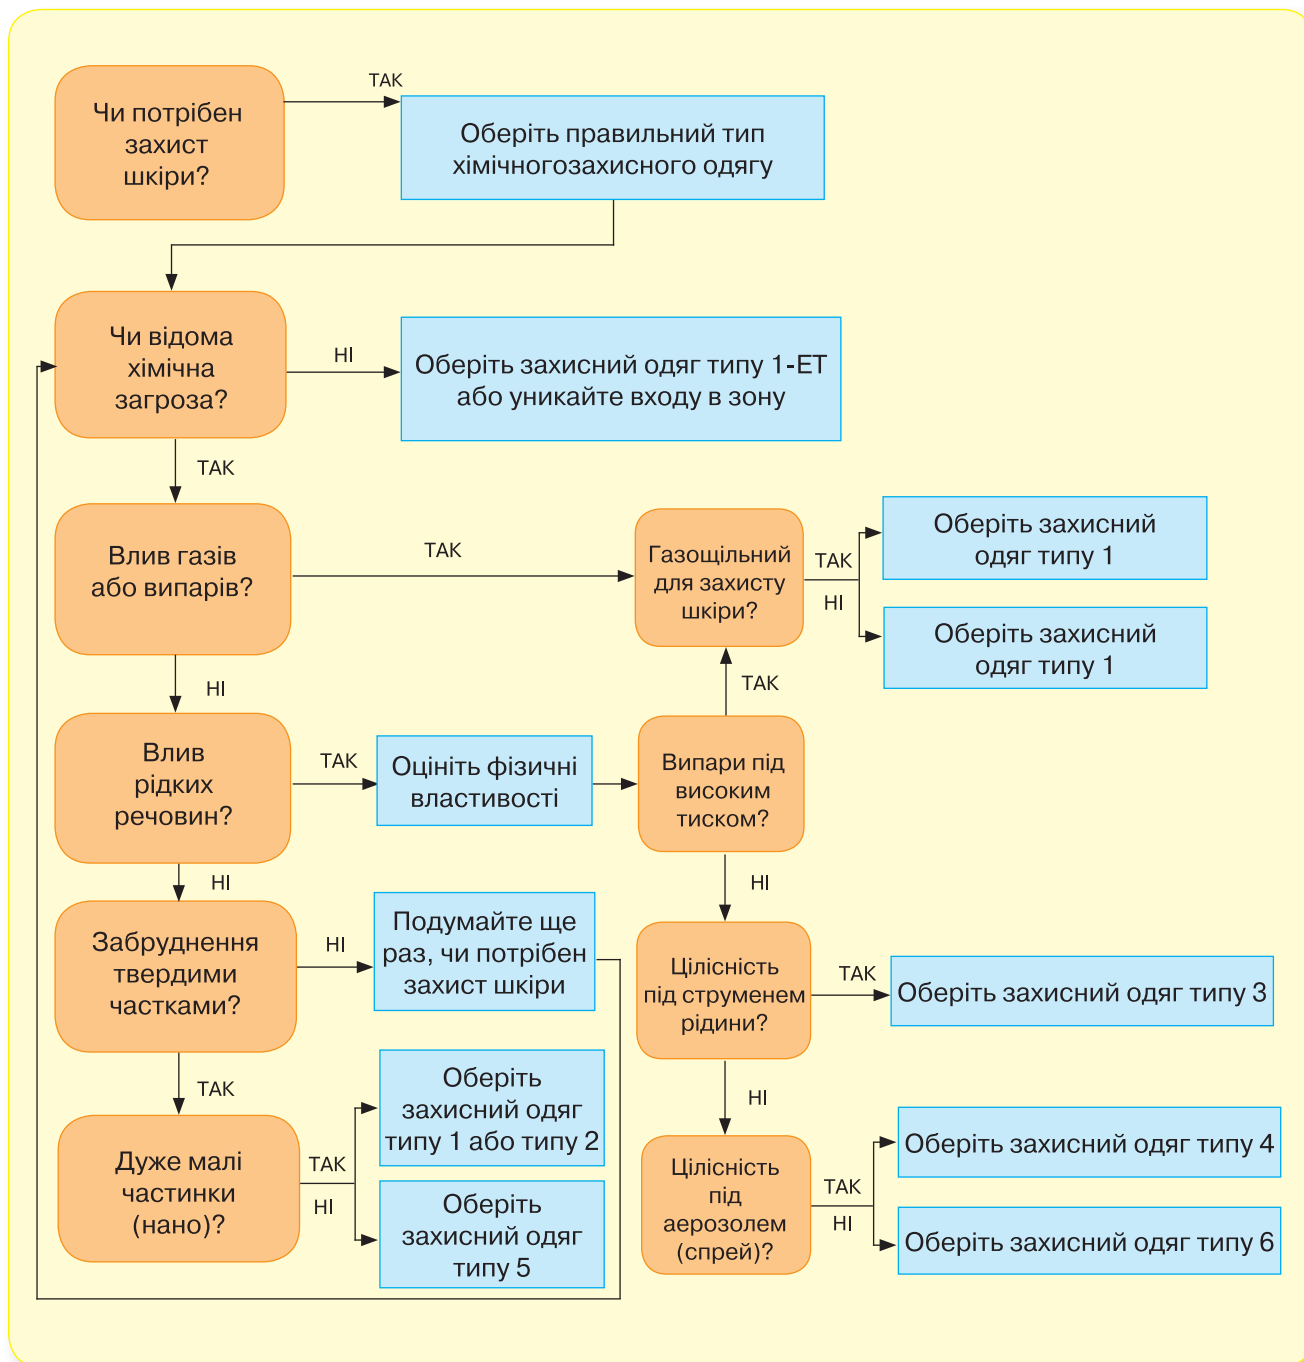 Чи потрібен
захист
шкіри?
ТАК
Оберіть правильний тип
хімічногозахисного одягу
Чи відома
хімічна
загроза?
НІ
Оберіть захисний одяг типу 1-ЕТ
або уникайте входу в зону
ТАК
Влив газів
або випарів?
ТАК
Газощільний
для захисту
шкіри?
ТАК
НІ
Оберіть захисний
одяг типу 1
Оберіть захисний
одяг типу 1
НІ
ТАК
Влив
рідких
речовин?
ТАК
Оцініть фізичні
властивості
Випари під
високим
тиском?
НІ
НІ
Забруднення
твердими
частками?
НІ
Подумайте ще
раз, чи потрібен
захист шкіри
Цілісність
під струменем
рідини?
ТАК
Оберіть захисний одяг типу 3
ТАК
НІ
Дуже малі
частинки
(нано)?
ТАК
НІ
Оберіть
захисний одяг
типу 1 або типу 2
Оберіть
захисний одяг
типу 5
Цілісність
під
аерозолем
(спрей)?
ТАК
НІ
Оберіть захисний одяг типу 4
Оберіть захисний одяг типу 6